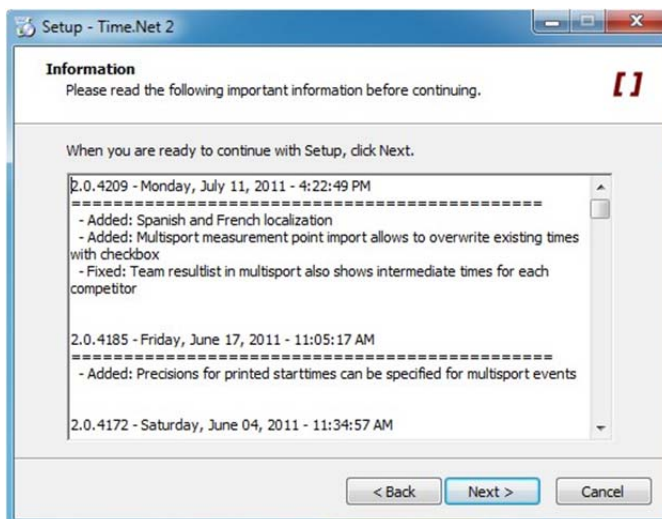 Setup - Time.Net 2
Information
Please read the following important information before continuing.
[ ]
When you are ready to continue with Setup, click Next.
2.0.4209 - Monday, July 11, 2011 - 4:22:49 PM
=============================================
- Added: Spanish and French localization
- Added: Multisport measurement point import allows to overwrite existing times
with checkbox
- Fixed: Team resultlist in multisport also shows intermediate times for each
competitor
2.0.4185 - Friday, June 17, 2011 - 11:05:17 AM
==============================================
- Added: Precisions for printed starttimes can be specified for multisport events
2.0.4172 - Saturday, June 04, 2011 - 11:34:57 AM
< Back
Next >
Cancel